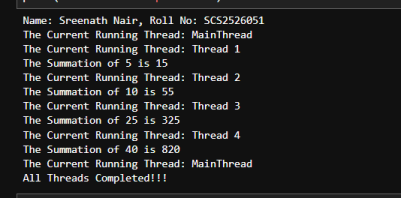 Name: Sreenath Nair, Roll No: SCS2526051
The Current Running Thread: MainThread
The Current Running Thread: Thread 1
The Summation of 5 is 15
The Current Running Thread: Thread 2
The Summation of 10 is 55
The Current Running Thread: Thread 3
The Summation of 25 is 325
The Current Running Thread: Thread 4
The Summation of 40 is 820
The Current Running Thread: MainThread
All Threads Completed!!!